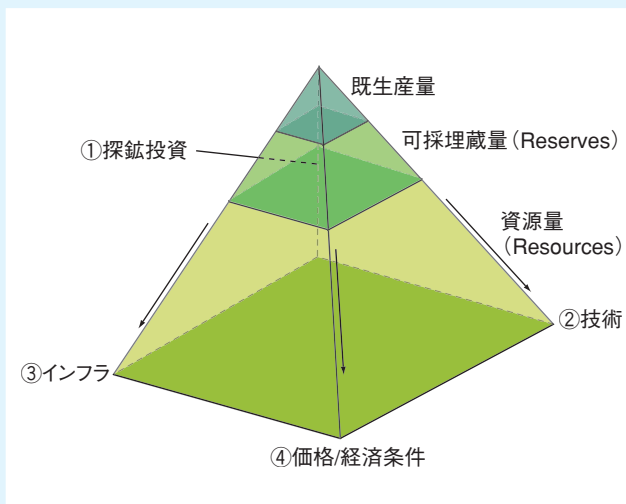 既生産量
可採埋蔵量(Reserves)
①探鉱投資
資源量
(Resources)
②技術
③インフラ
④価格/経済条件